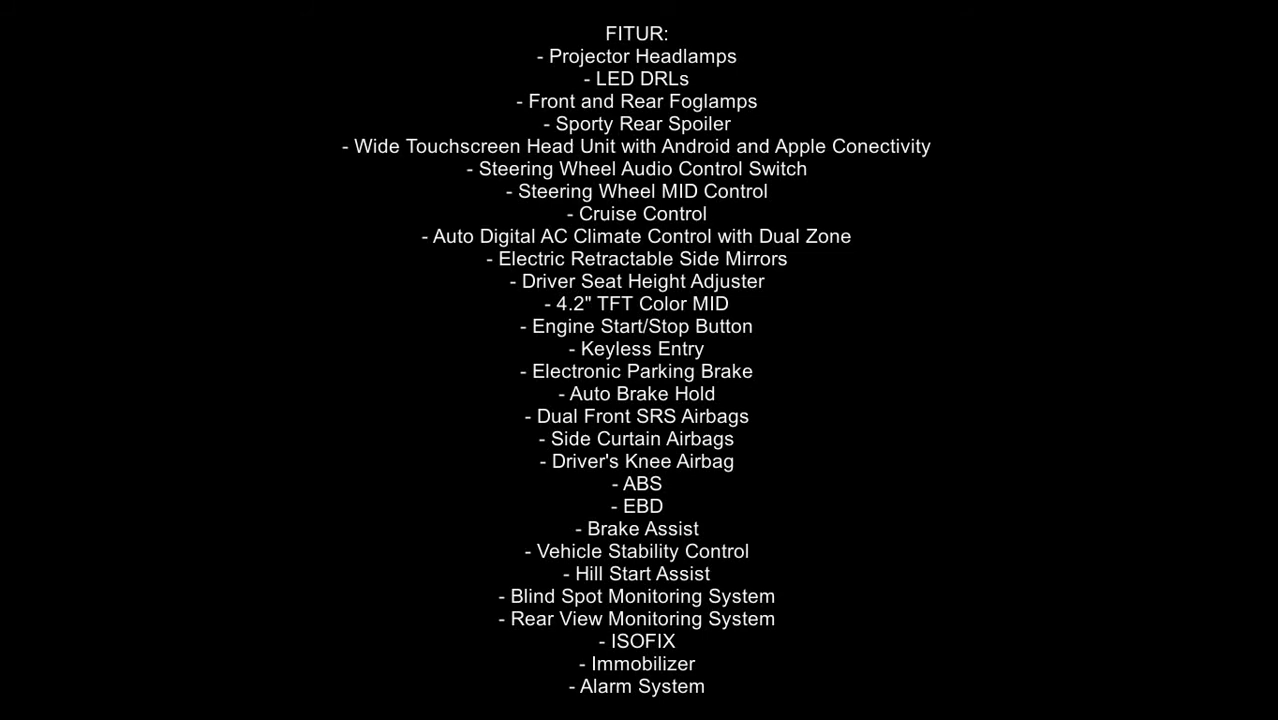 FITUR:
- Projector Headlamps
- LED DRLs
- Front and Rear Foglamps
- Sporty Rear Spoiler
- Wide Touchscreen Head Unit with Android and Apple Conectivity
- Steering Wheel Audio Control Switch
- Steering Wheel MID Control
- Cruise Control
- Auto Digital AC Climate Control with Dual Zone
- Electric Retractable Side Mirrors
- Driver Seat Height Adjuster
- 4.2" TFT Color MID
- Engine Start/Stop Button
- Keyless Entry
- Electronic Parking Brake
- Auto Brake Hold
- Dual Front SRS Airbags
- Side Curtain Airbags
- Driver's Knee Airbag
- ABS
- EBD
- Brake Assist
- Vehicle Stability Control
- Hill Start Assist
- Blind Spot Monitoring System
- Rear View Monitoring System
- ISOFIX
- Immobilizer
- Alarm System